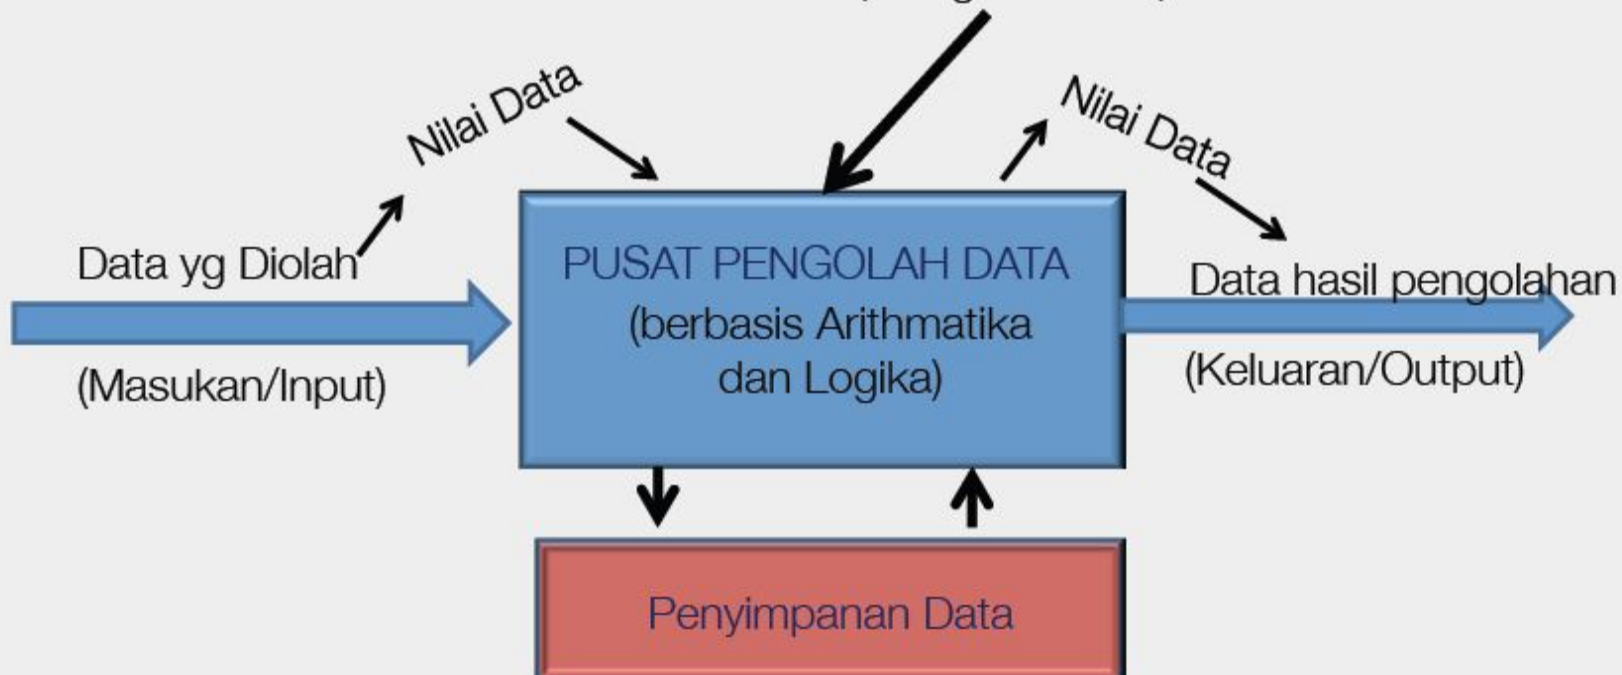 Nilai Data
Nilai Data
Data yg Diolah
(Masukan/Input)
PUSAT PENGOLAH DATA
(berbasis Arithmatika
dan Logika)
Data hasil pengolahan
(Keluaran/Output)
Penyimpanan Data